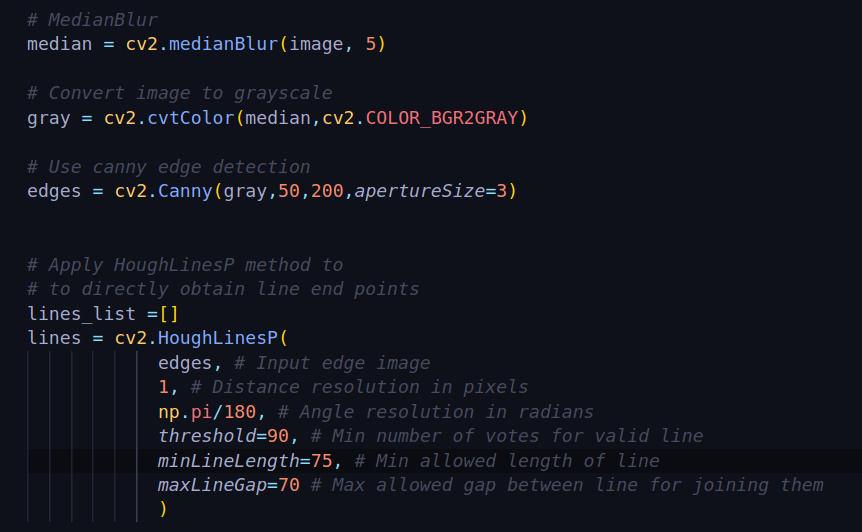 # MedianBlur
median = cv2.medianBlur(image, 5)
# Convert image to grayscale
gray = cv2.cvtColor(median,cv2.COLOR_BGR2GRAY)
# Use canny edge detection
edges = cv2.Canny(gray,50,200,apertureSize=3)
# Apply HoughLinesP method to
# to directly obtain line end points
lines_list =[]
lines = cv2.HoughLinesP(
edges, # Input edge image
1, # Distance resolution in pixels
np.pi/180, # Angle resolution in radians
threshold=90, # Min number of votes for valid line
minLineLength=75, # Min allowed length of line
maxLineGap=70 # Max allowed gap between line for joining them
)